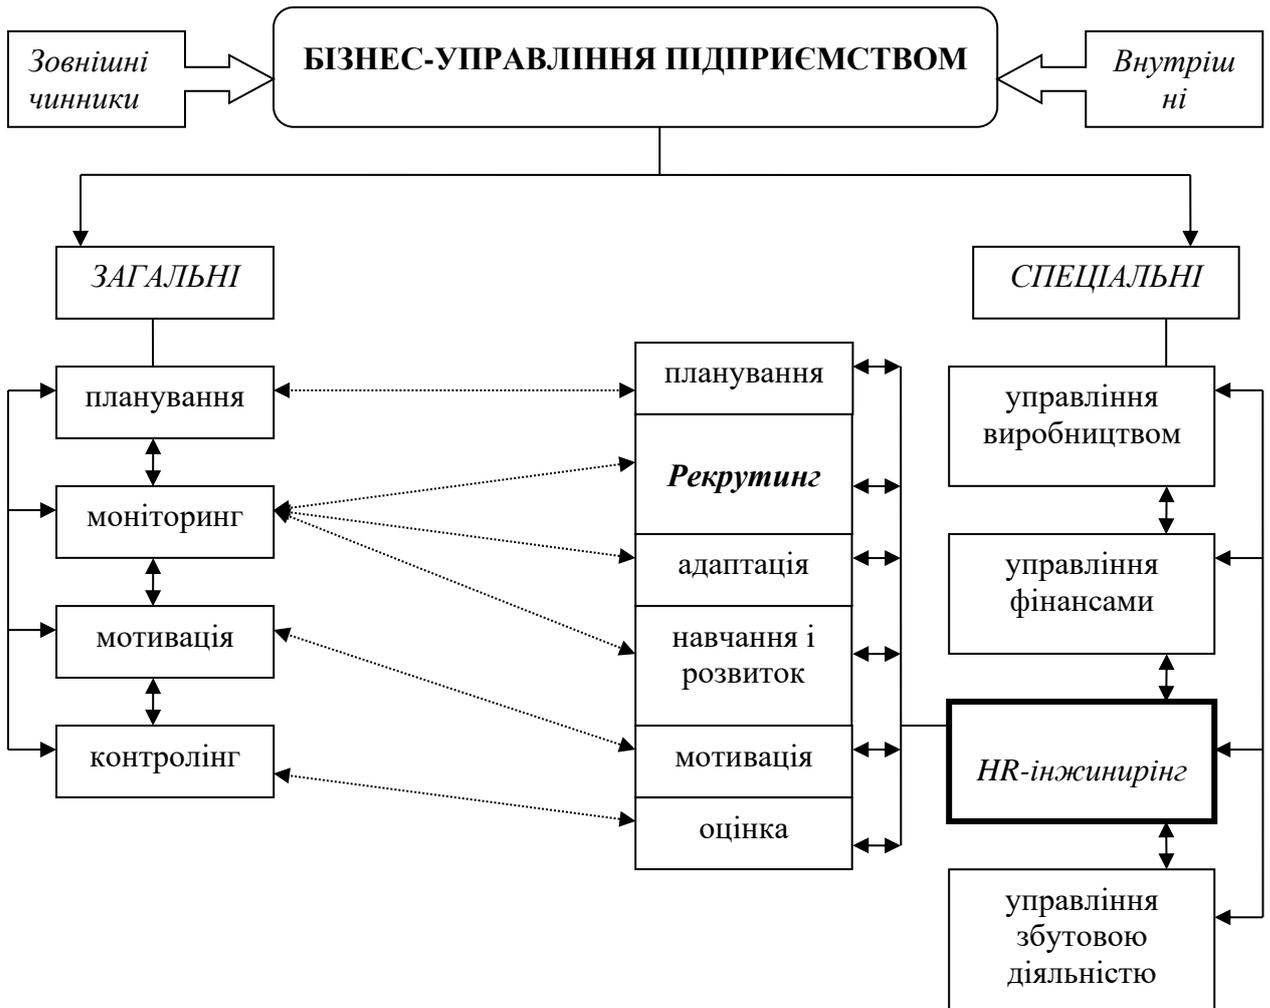 Зовнішні
чинники
БІЗНЕС-УПРАВЛІННЯ ПІДПРИЄМСТВОМ
Внутріш
ні
ЗАГАЛЬНІ
СПЕЦІАЛЬНІ
планування
моніторинг
мотивація
контролінг
планування
Рекрутинг
адаптація
навчання і
розвиток
мотивація
оцінка
управління
виробництвом
управління
фінансами
HR-інжинирінг
управління
збутовою
діяльністю